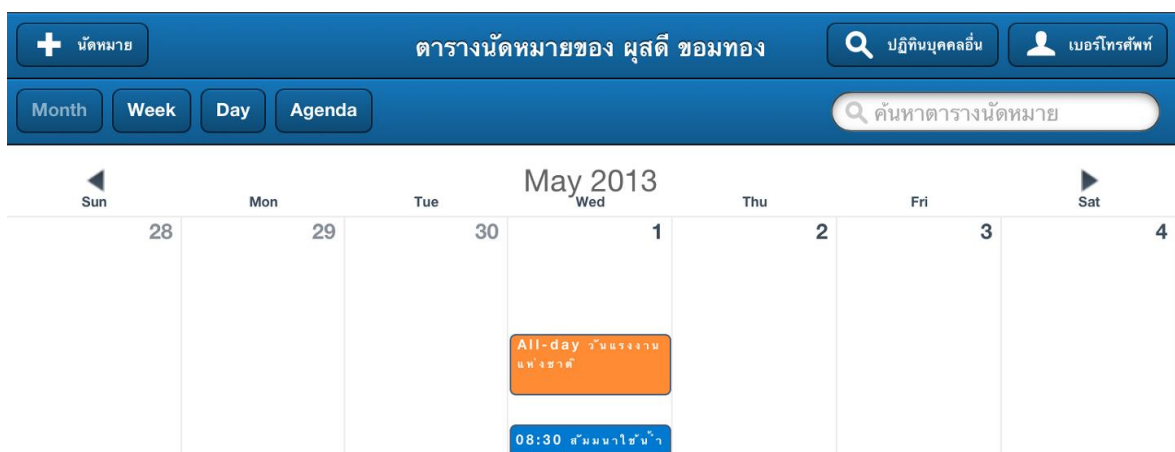 นัดหมาย
ตารางนัดหมายของ ผุสดี ขอมทอง
ปฏิทินบุคคลอื่น
เบอร์โทรศัพท์
Month Week Day Agenda
ค้นหาตารางนัดหมาย
May 2013
Sun Mon Tue Wed Thu Fri Sat
28 29 30 1 2 3 4
All-day วันแรงงาน
แห่งชาติ
08:30 สัมมนาใช้น้ำ